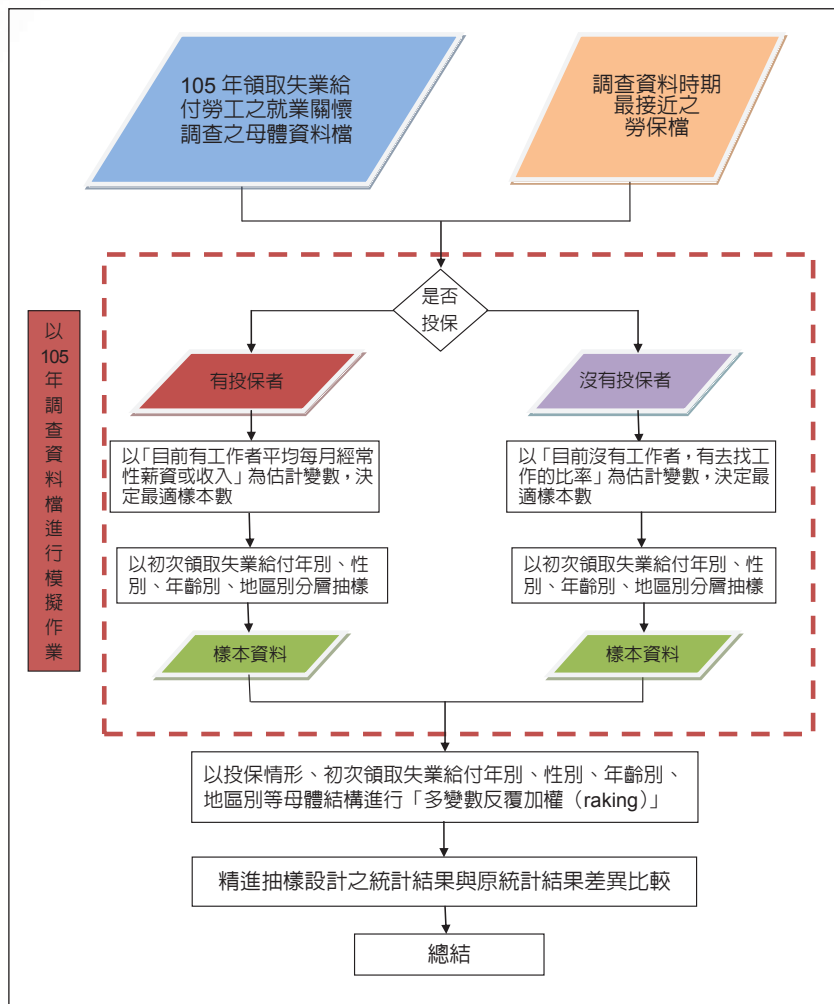 105 年領取失業給
付勞工之就業關懷
調查之母體資料檔
調查資料時期
最接近之
勞保檔
是否
投保
以
105
年
調
查
資
料
檔
進
行
模
擬
作
業
有投保者
沒有投保者
以「目前有工作者平均每月經常
性薪資或收入」為估計變數，決
定最適樣本數
以「目前沒有工作者，有去找工
作的比率」為估計變數，決定最
適樣本數
以初次領取失業給付年別、性
別、年齡別、地區別分層抽樣
以初次領取失業給付年別、性
別、年齡別、地區別分層抽樣
樣本資料
樣本資料
以投保情形、初次領取失業給付年別、性別、年齡別、
地區別等母體結構進行「多變數反覆加權（raking）」
精進抽樣設計之統計結果與原統計結果差異比較
總結